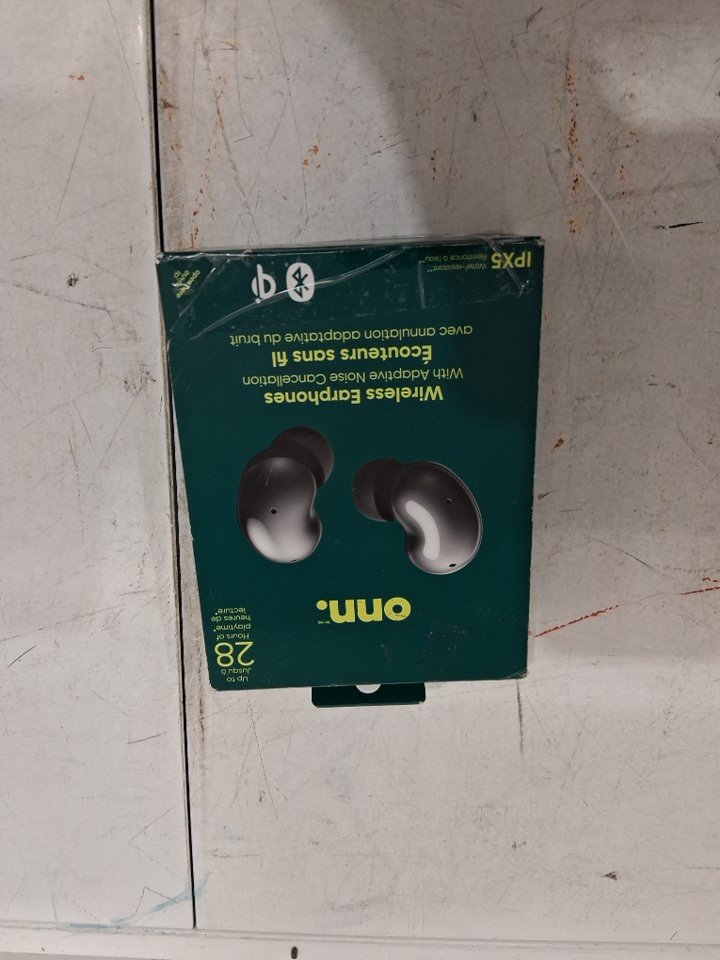 Up to
Jusqu'à
28
Hours of
playtime*
heures de
lecture*
onn.
Wireless Earphones
With Adaptive Noise Cancellation
Écouteurs sans fil
avec annulation adaptative du bruit
IPX5
Water-resistant**
Résistance à l'eau**